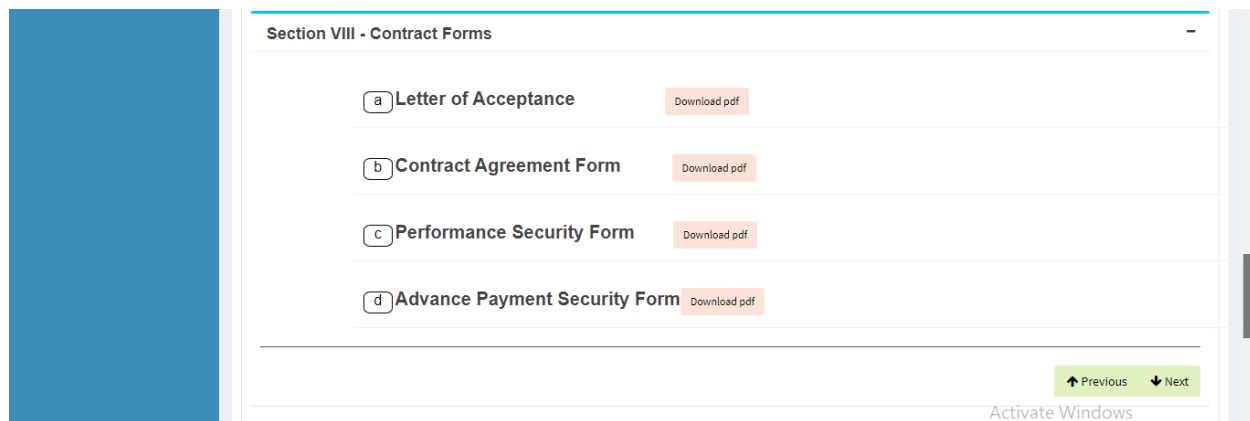 Section VIII - Contract Forms –
a Letter of Acceptance Download pdf
b Contract Agreement Form Download pdf
c Performance Security Form Download pdf
d Advance Payment Security Form Download pdf
Previous Next
Activate Windows